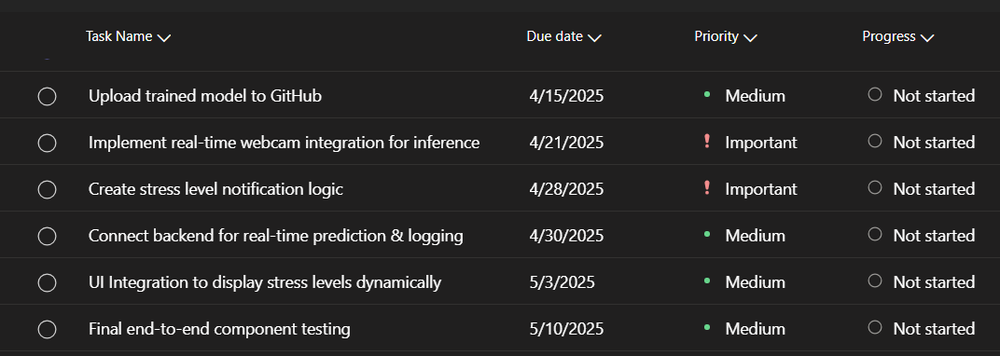 Task Name Due date Priority Progress
Upload trained model to GitHub 4/15/2025 Medium Not started
Implement real-time webcam integration for inference 4/21/2025 Important Not started
Create stress level notification logic 4/28/2025 Important Not started
Connect backend for real-time prediction & logging 4/30/2025 Medium Not started
UI Integration to display stress levels dynamically 5/3/2025 Medium Not started
Final end-to-end component testing 5/10/2025 Medium Not started